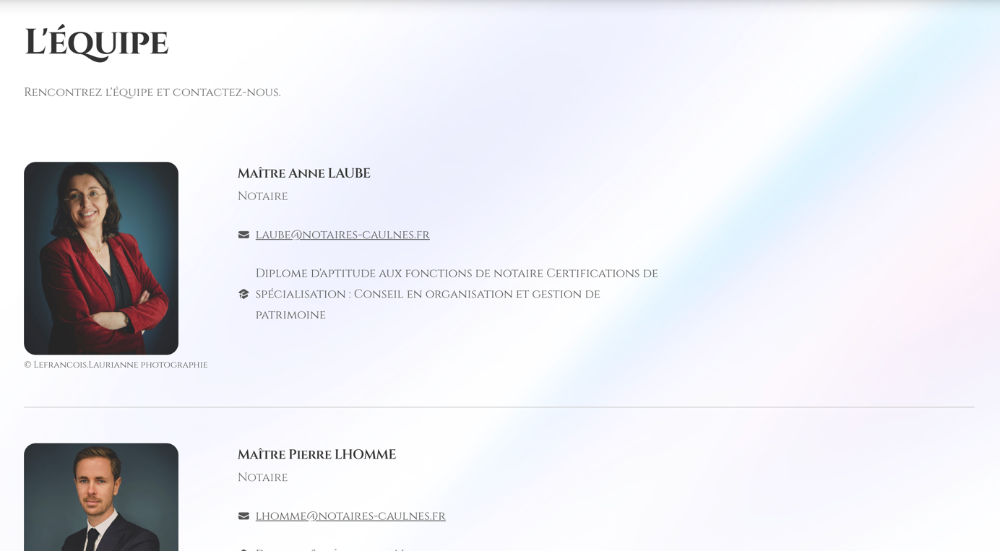 L'ÉQUIPE
Rencontrez l'équipe et contactez-nous.
Maître Anne LAUBE
Notaire
laube@notaires-caulnes.fr
Diplome d'aptitude aux fonctions de notaire Certifications de
spécialisation : Conseil en organisation et gestion de
patrimoine
© Lefrancois.Laurianne photographie
Maître Pierre LHOMME
Notaire
lhomme@notaires-caulnes.fr